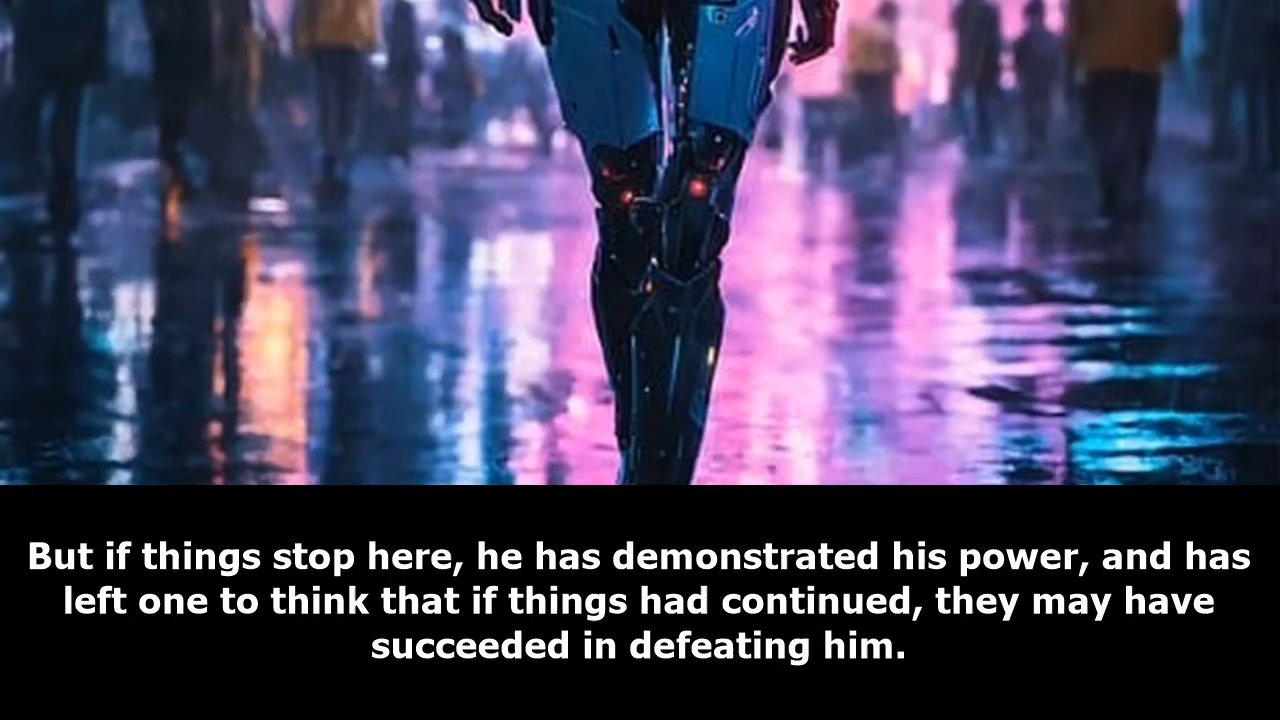 But if things stop here, he has demonstrated his power, and has
left one to think that if things had continued, they may have
succeeded in defeating him.